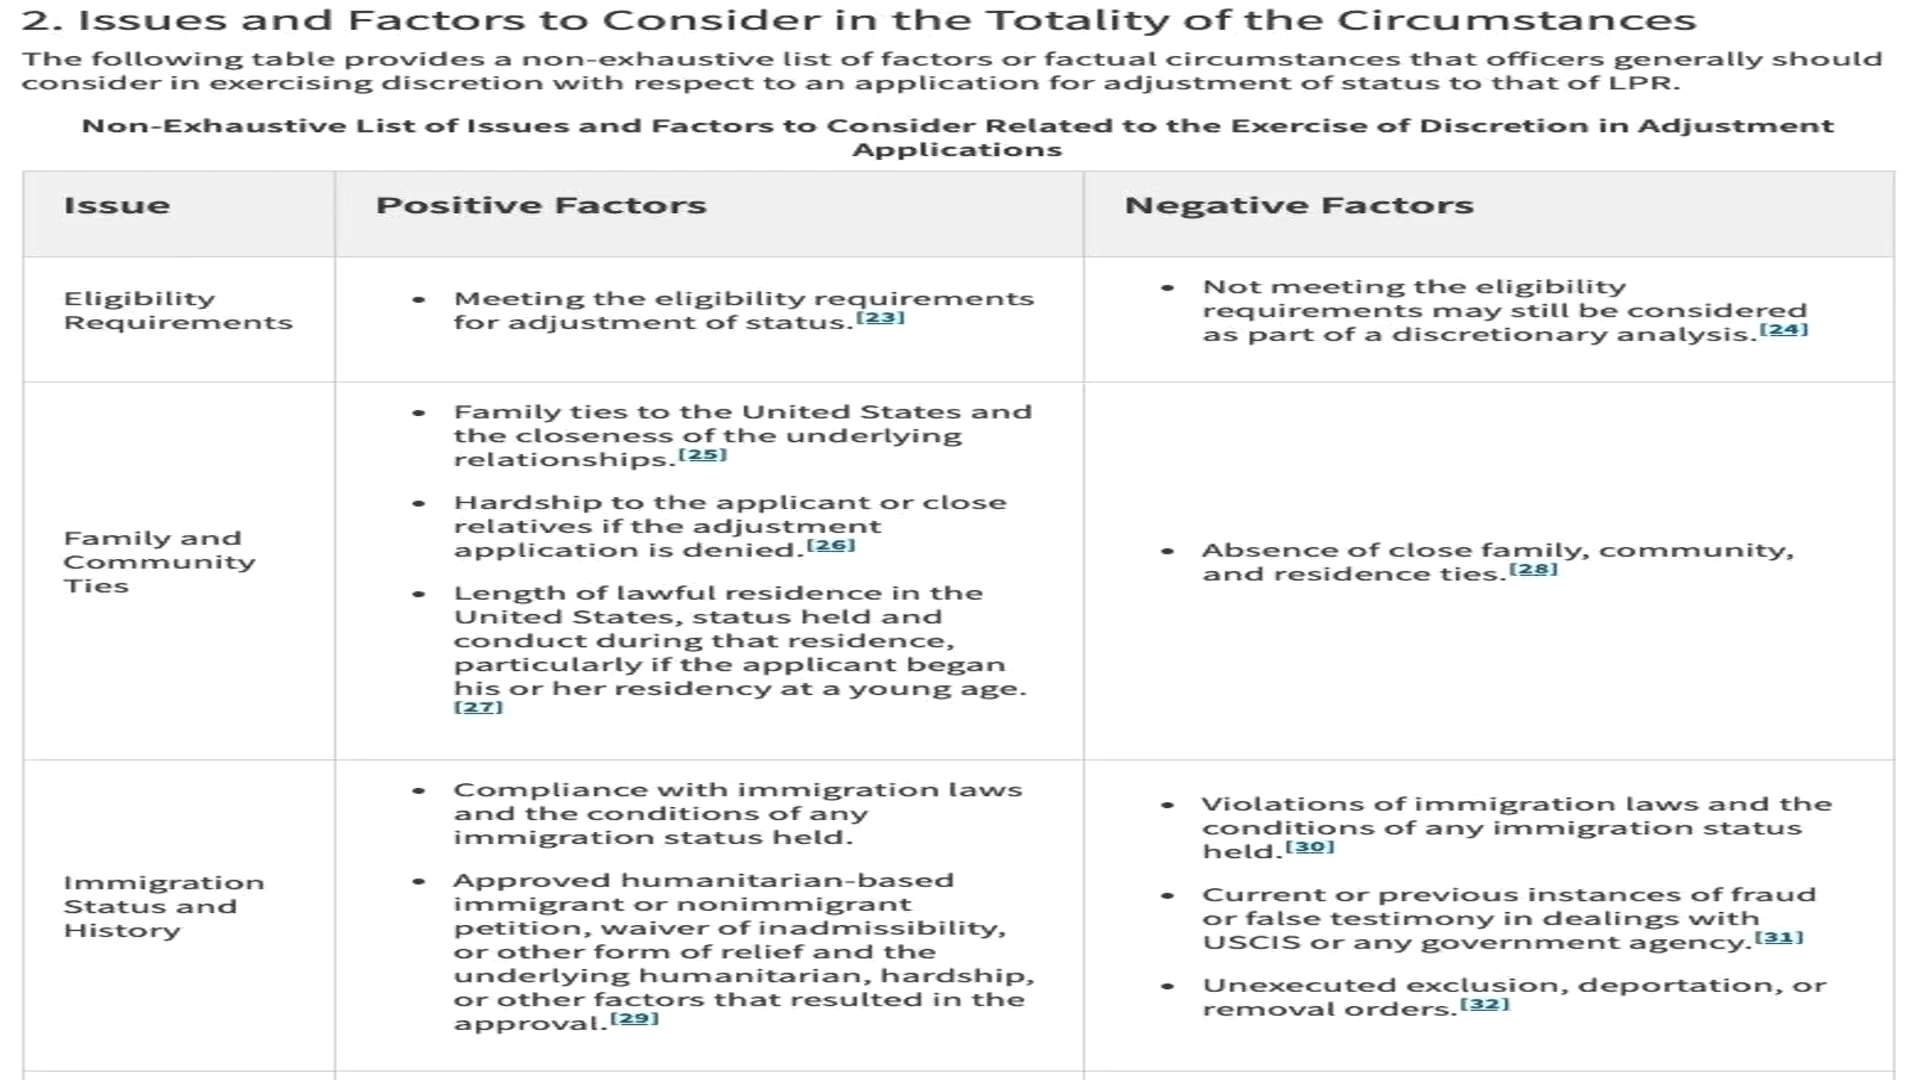 2. Issues and Factors to Consider in the Totality of the Circumstances
The following table provides a non-exhaustive list of factors or factual circumstances that officers generally should
consider in exercising discretion with respect to an application for adjustment of status to that of LPR.
Non-Exhaustive List of Issues and Factors to Consider Related to the Exercise of Discretion in Adjustment
Applications
Issue
Positive Factors
Negative Factors
Eligibility
Requirements
• Meeting the eligibility requirements
for adjustment of status.[23]
• Not meeting the eligibility
requirements may still be considered
as part of a discretionary analysis.[24]
Family and
Community
Ties
• Family ties to the United States and
the closeness of the underlying
relationships.[25]
• Hardship to the applicant or close
relatives if the adjustment
application is denied.[26]
• Length of lawful residence in the
United States, status held and
conduct during that residence,
particularly if the applicant began
his or her residency at a young age.
[27]
• Absence of close family, community,
and residence ties.[28]
Immigration
Status and
History
• Compliance with immigration laws
and the conditions of any
immigration status held.
• Approved humanitarian-based
immigrant or nonimmigrant
petition, waiver of inadmissibility,
or other form of relief and the
underlying humanitarian, hardship,
or other factors that resulted in the
approval.[29]
• Violations of immigration laws and the
conditions of any immigration status
held.[30]
• Current or previous instances of fraud
or false testimony in dealings with
USCIS or any government agency.[31]
• Unexecuted exclusion, deportation, or
removal orders.[32]